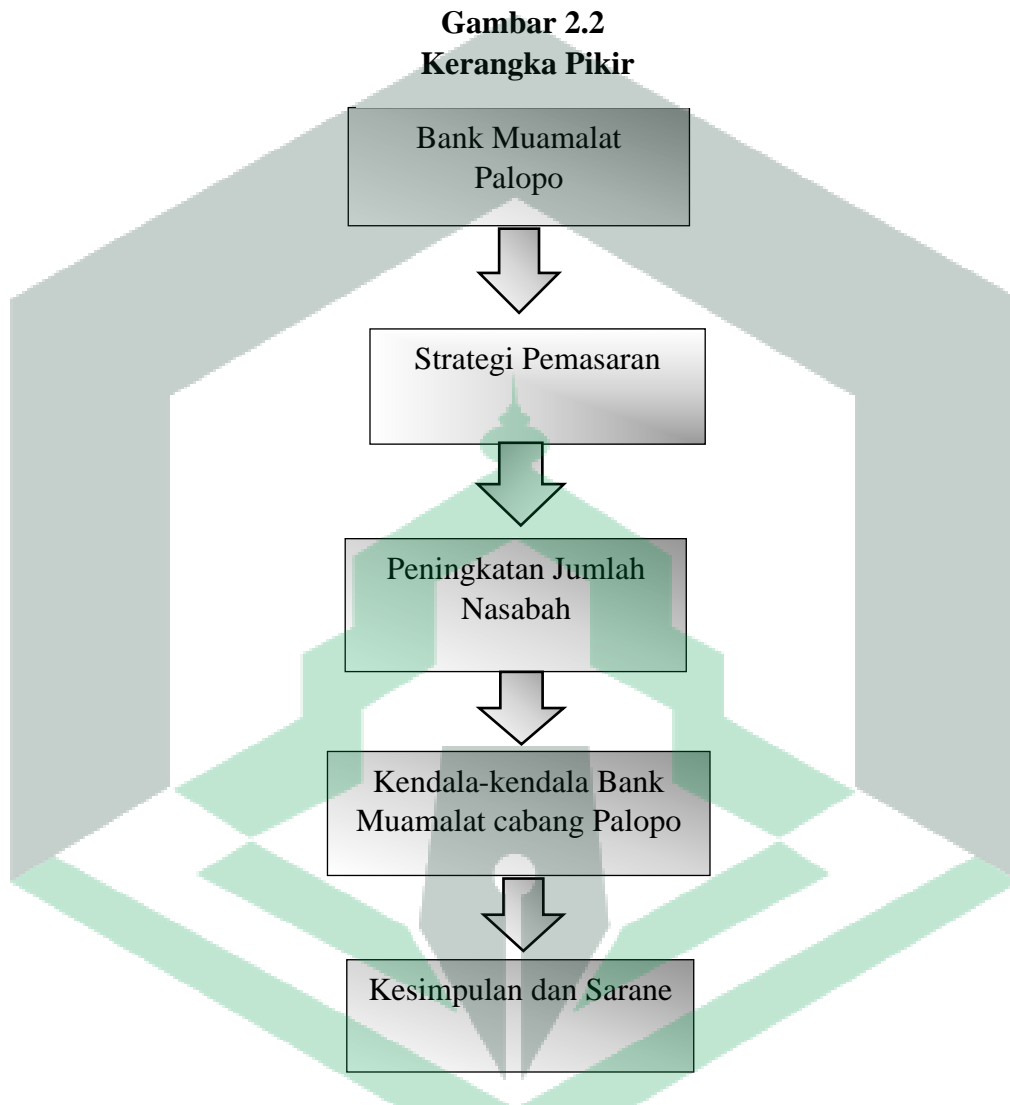 Gambar 2.2
Kerangka Pikir
Bank Muamalat
Palopo
Strategi Pemasaran
Peningkatan Jumlah
Nasabah
Kendala-kendala Bank
Muamalat cabang Palopo
Kesimpulan dan Sarane